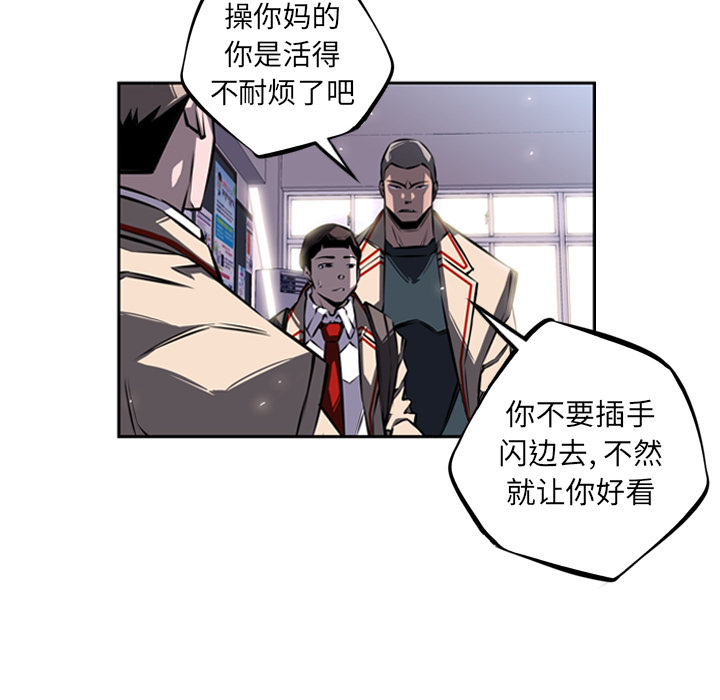 操你妈的
你是活得
不耐烦了吧
你不要插手
闪边去, 不然
就让你好看